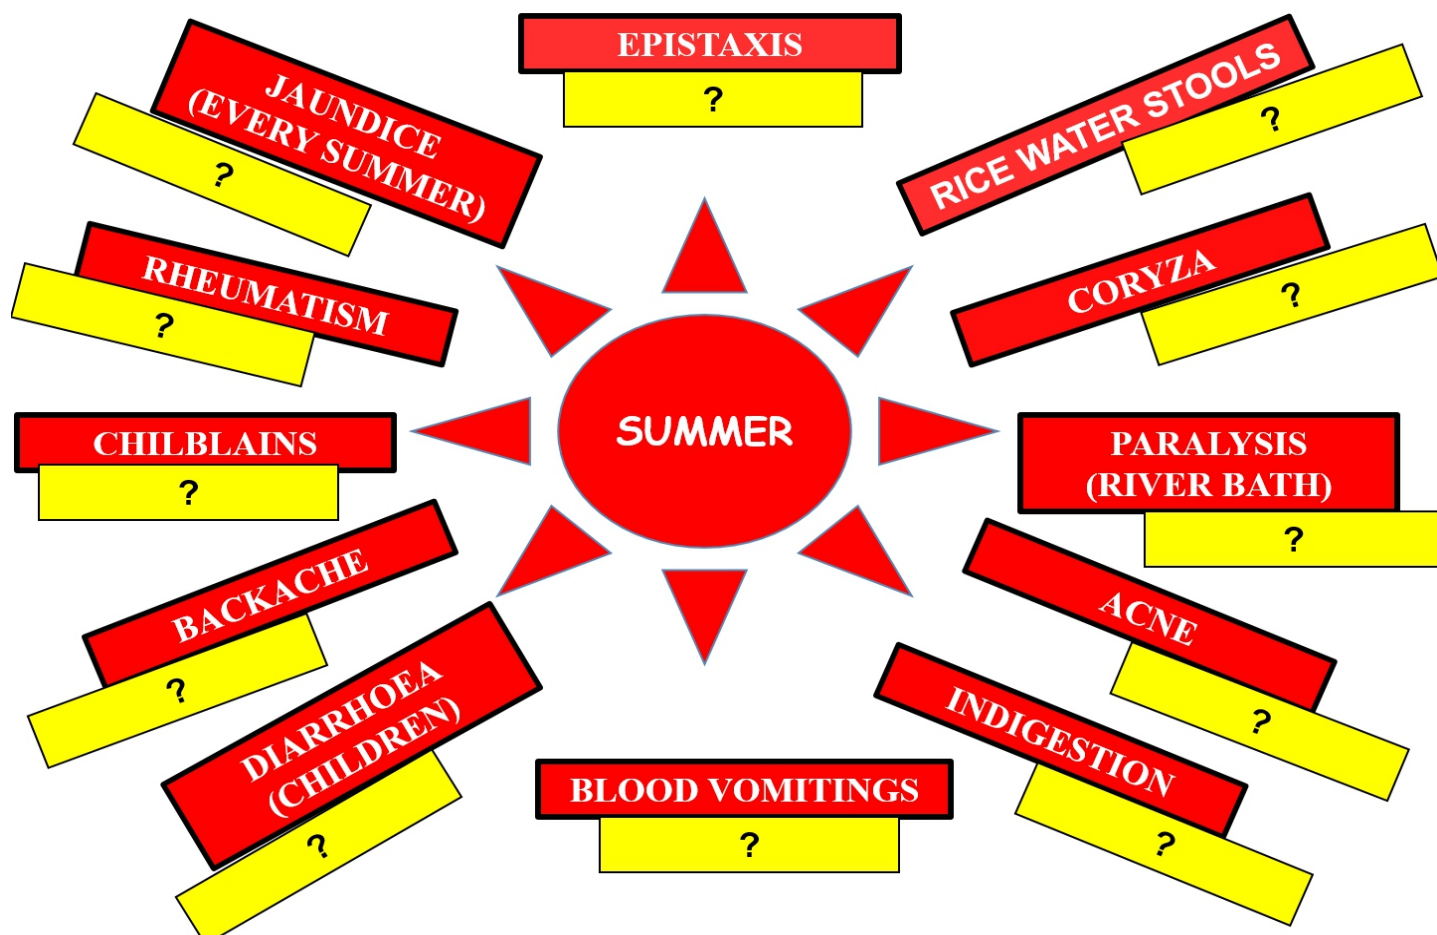 EPISTAXIS
?
JAUNDICE
(EVERY SUMMER)
?
RICE WATER STOOLS
?
RHEUMATISM
?
CORYZA
?
SUMMER
CHILBLAINS
?
PARALYSIS
(RIVER BATH)
?
BACKACHE
?
ACNE
?
DIARRHOEA
(CHILDREN)
?
INDIGESTION
?
BLOOD VOMITINGS
?